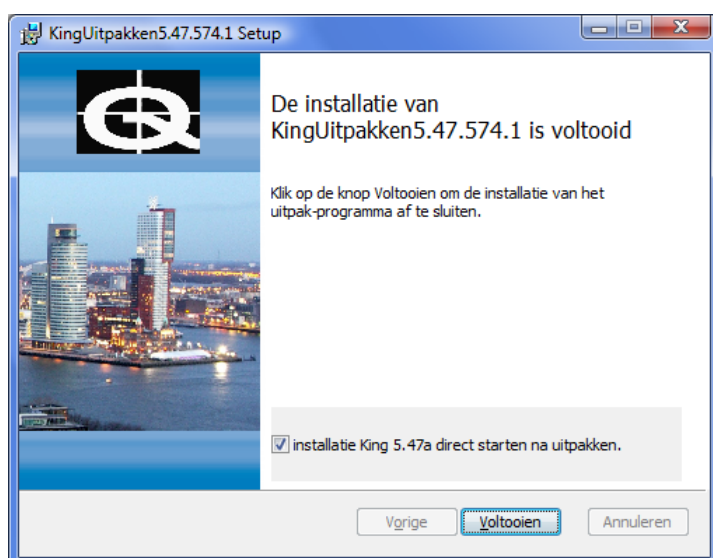 KingUitpakken5.47.574.1 Setup
De installatie van
KingUitpakken5.47.574.1 is voltooid
Klik op de knop Voltooien om de installatie van het
uitpak-programma af te sluiten.
installatie King 5.47a direct starten na uitpakken.
Vorige
Voltooien
Annuleren